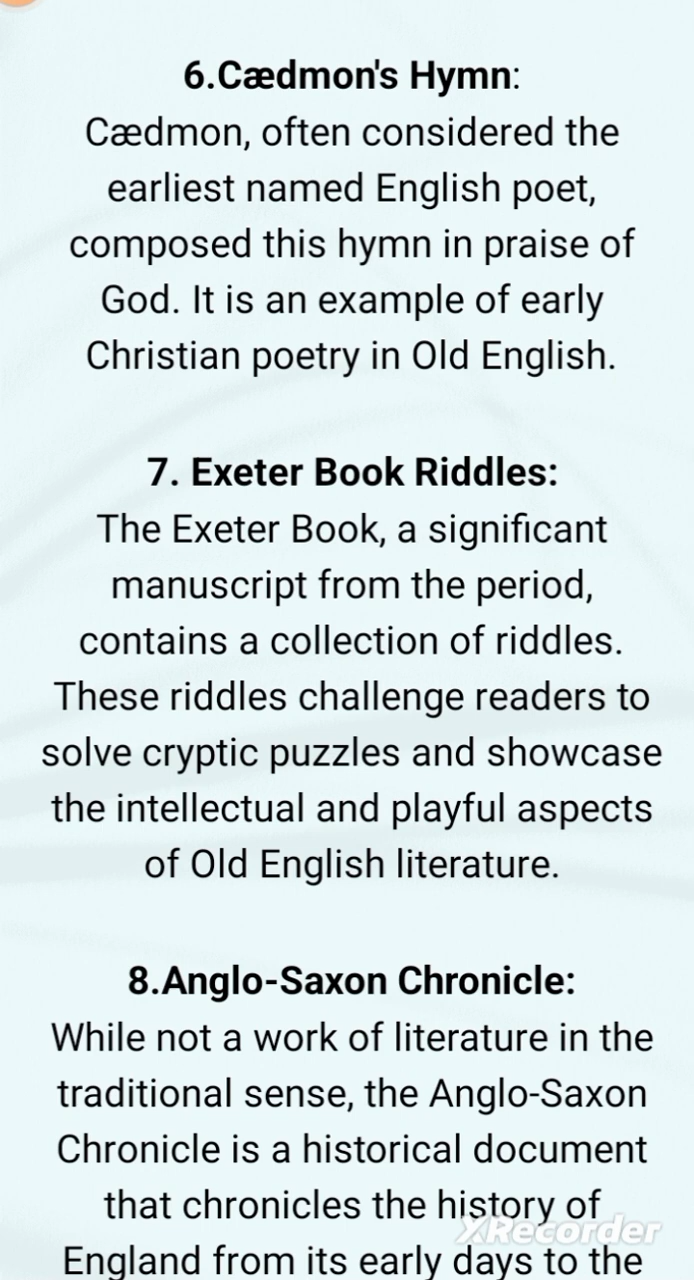 6.Cædmon's Hymn:
Cædmon, often considered the
earliest named English poet,
composed this hymn in praise of
God. It is an example of early
Christian poetry in Old English.
7. Exeter Book Riddles:
The Exeter Book, a significant
manuscript from the period,
contains a collection of riddles.
These riddles challenge readers to
solve cryptic puzzles and showcase
the intellectual and playful aspects
of Old English literature.
8.Anglo-Saxon Chronicle:
While not a work of literature in the
traditional sense, the Anglo-Saxon
Chronicle is a historical document
that chronicles the history of
XRecorder
England from its early days to the